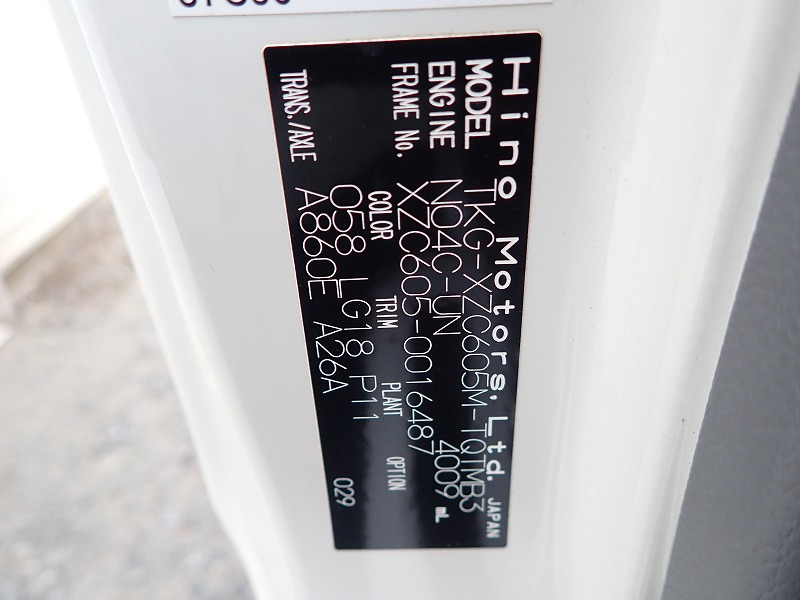 Hino Motors, Ltd. JAPAN
MODEL TKG-XZC605M-TQTMB3
ENGINE N04C-UN 4009 mL
FRAME No. XZC605-0016487
COLOR TRIM PLANT OPTION
058 LG18 P11
TRANS./AXLE A860E A26A
029